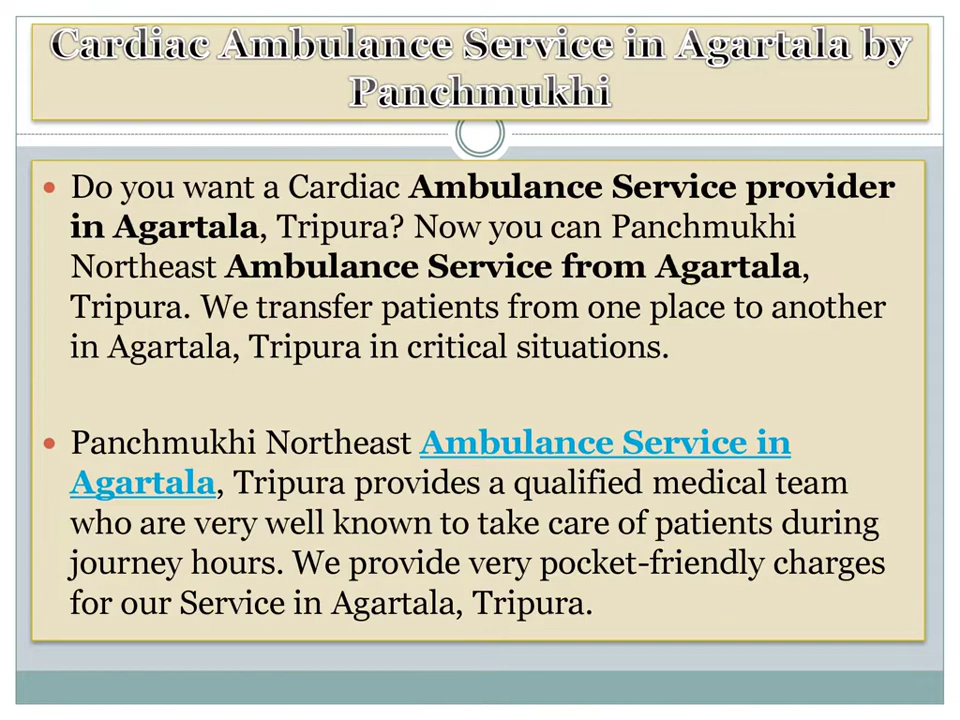 Cardiac Ambulance Service in Agartala by
Panchmukhi
• Do you want a Cardiac Ambulance Service provider
in Agartala, Tripura? Now you can Panchmukhi
Northeast Ambulance Service from Agartala,
Tripura. We transfer patients from one place to another
in Agartala, Tripura in critical situations.
• Panchmukhi Northeast Ambulance Service in
Agartala, Tripura provides a qualified medical team
who are very well known to take care of patients during
journey hours. We provide very pocket-friendly charges
for our Service in Agartala, Tripura.